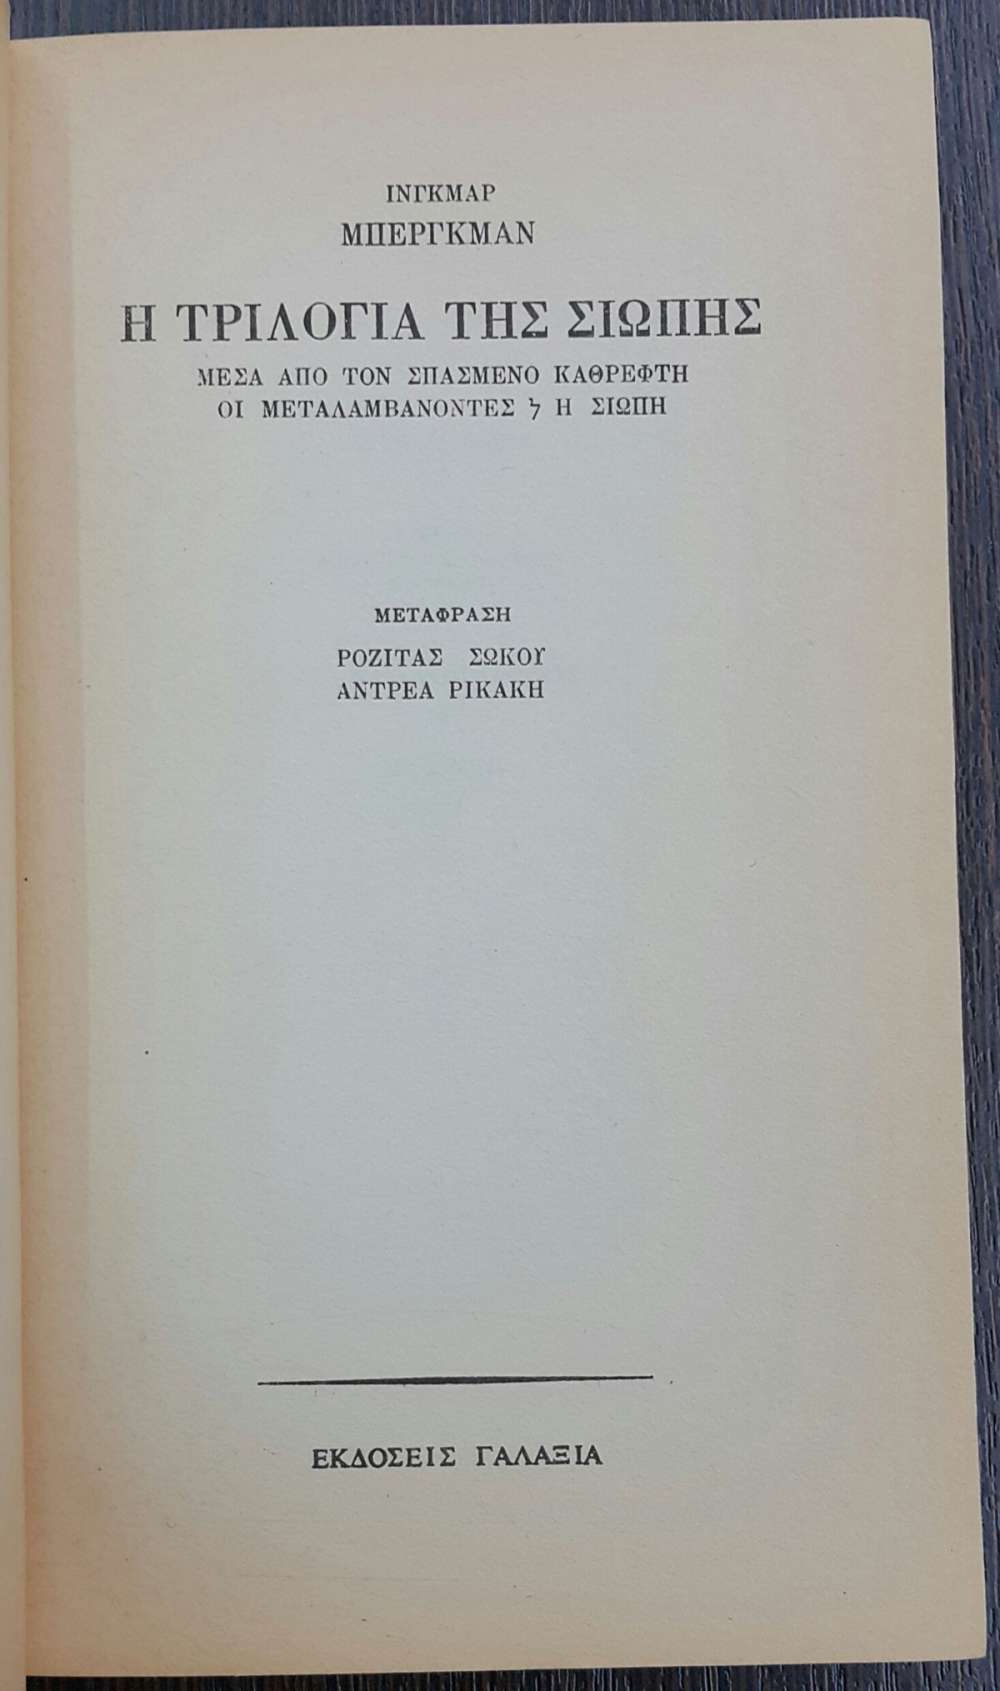 ΙΝΓΚΜΑΡ
ΜΠΕΡΓΚΜΑΝ
Η ΤΡΙΛΟΓΙΑ ΤΗΣ ΣΙΩΠΗΣ
ΜΕΣΑ ΑΠΟ ΤΟΝ ΣΠΑΣΜΕΝΟ ΚΑΘΡΕΦΤΗ
ΟΙ ΜΕΤΑΛΑΜΒΑΝΟΝΤΕΣ ϗ Η ΣΙΩΠΗ
ΜΕΤΑΦΡΑΣΗ
ΡΟΖΙΤΑΣ ΣΩΚΟΥ
ΑΝΤΡΕΑ ΡΙΚΑΚΗ
ΕΚΔΟΣΕΙΣ ΓΑΛΑΞΙΑ